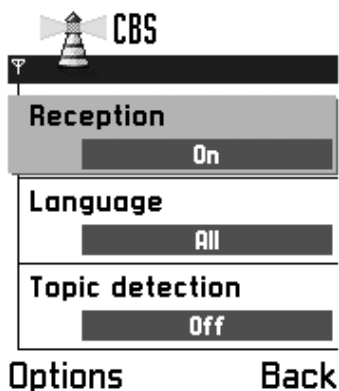 CBS
Reception
On
Language
All
Topic detection
Off
Options Back